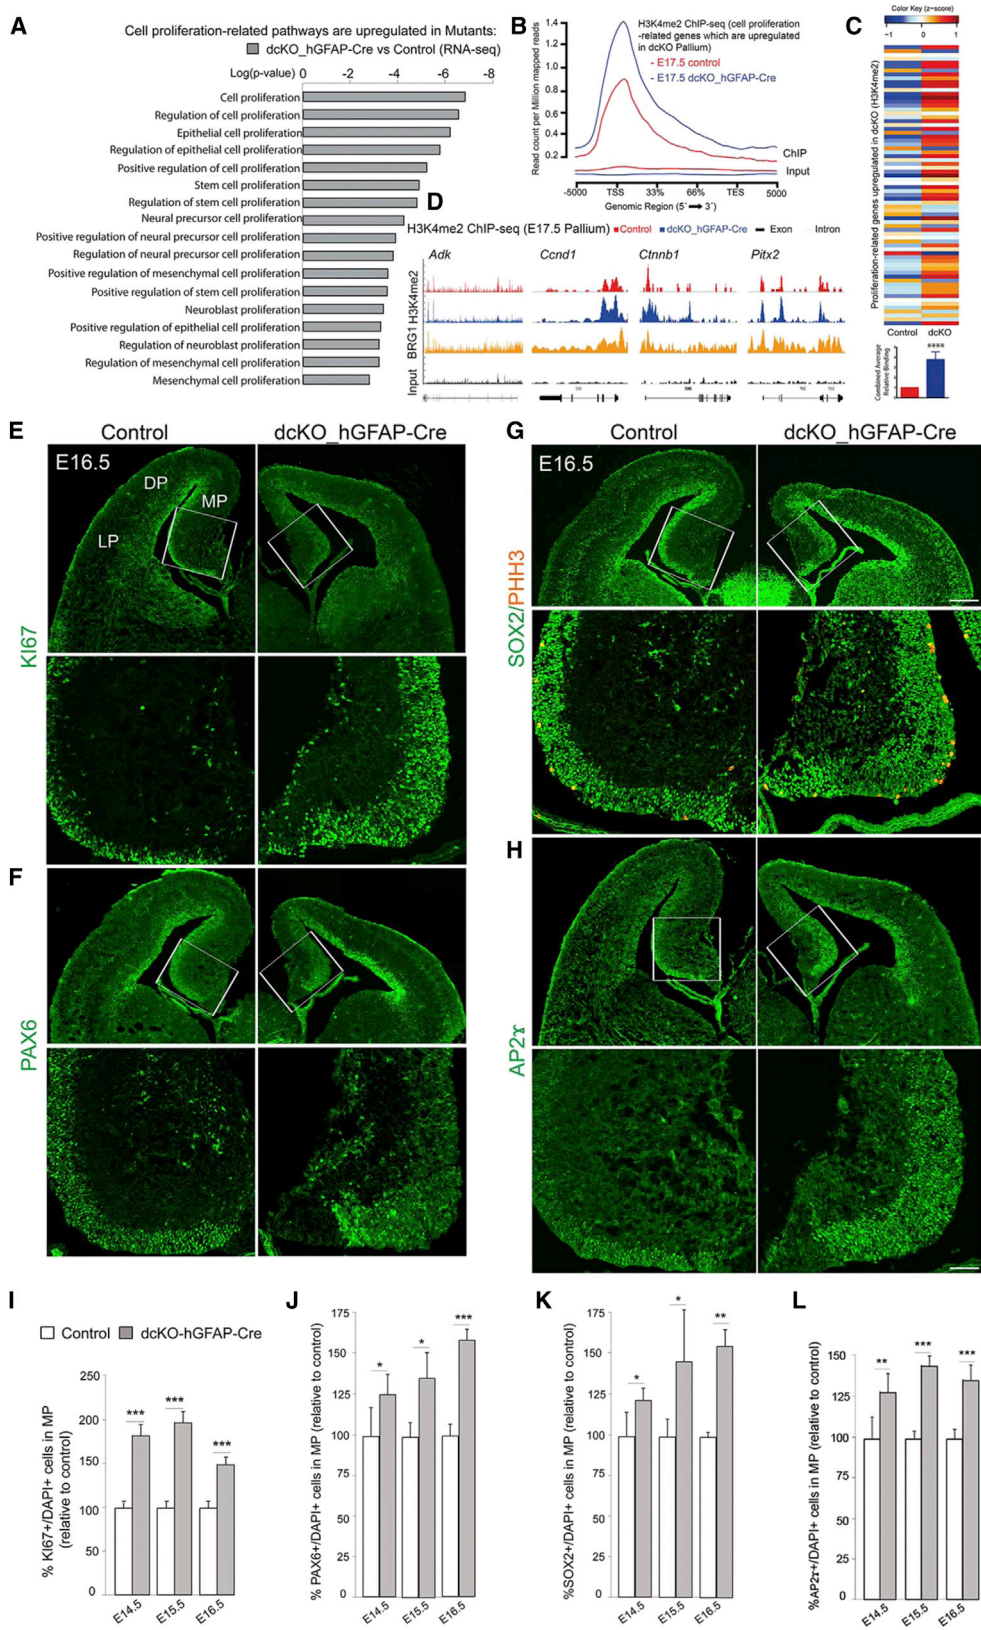 A
Cell proliferation-related pathways are upregulated in Mutants:
dcKO_hGFAP-Cre vs Control (RNA-seq)
Log(p-value) 0 -2 -4 -6 -8
Cell proliferation
Regulation of cell proliferation
Epithelial cell proliferation
Regulation of epithelial cell proliferation
Positive regulation of cell proliferation
Stem cell proliferation
Regulation of stem cell proliferation
Neural precursor cell proliferation
Positive regulation of neural precursor cell proliferation
Regulation of neural precursor cell proliferation
Positive regulation of mesenchymal cell proliferation
Positive regulation of stem cell proliferation
Neuroblast proliferation
Positive regulation of epithelial cell proliferation
Regulation of neuroblast proliferation
Regulation of mesenchymal cell proliferation
Mesenchymal cell proliferation
B
H3K4me2 ChIP-seq (cell proliferation
-related genes which are upregulated
in dcKO Pallium)
- E17.5 control
- E17.5 dcKO_hGFAP-Cre
Read count per Million mapped reads
1.4
1.2
1.0
0.8
0.6
0.4
0.2
ChIP
Input
-5000 66% TSS 33% 66% TES 5000
Genomic Region (5´ → 3´)
C
Color Key (z-score)
-1 0 1
Proliferation-related genes upregulated in dcKO (H3K4me2)
Control dcKO
****
Combined Average
Relative Binding
D
H3K4me2 ChIP-seq (E17.5 Pallium) Control dcKO_hGFAP-Cre Exon Intron
Adk Ccnd1 Ctnnb1 Pitx2
H3K4me2
BRG1
Input
E
Control dcKO_hGFAP-Cre
E16.5
DP
MP
LP
KI67
F
PAX6
G
Control dcKO_hGFAP-Cre
E16.5
SOX2/PHH3
H
AP2ɤ
I
Control dcKO-hGFAP-Cre
% KI67+/DAPI+ cells in MP
(relative to control)
250
200
150
100
50
0
*** *** ***
E14.5 E15.5 E16.5
J
% PAX6+/DAPI+ cells in MP (relative to control)
175
150
125
100
75
50
25
0
* * ***
E14.5 E15.5 E16.5
K
%SOX2+/DAPI+ cells in MP (relative to control)
175
150
125
100
75
50
25
0
* * **
E14.5 E15.5 E16.5
L
%AP2ɤ+/DAPI+ cells in MP (relative to control)
150
125
100
75
50
25
0
** *** ***
E14.5 E15.5 E16.5